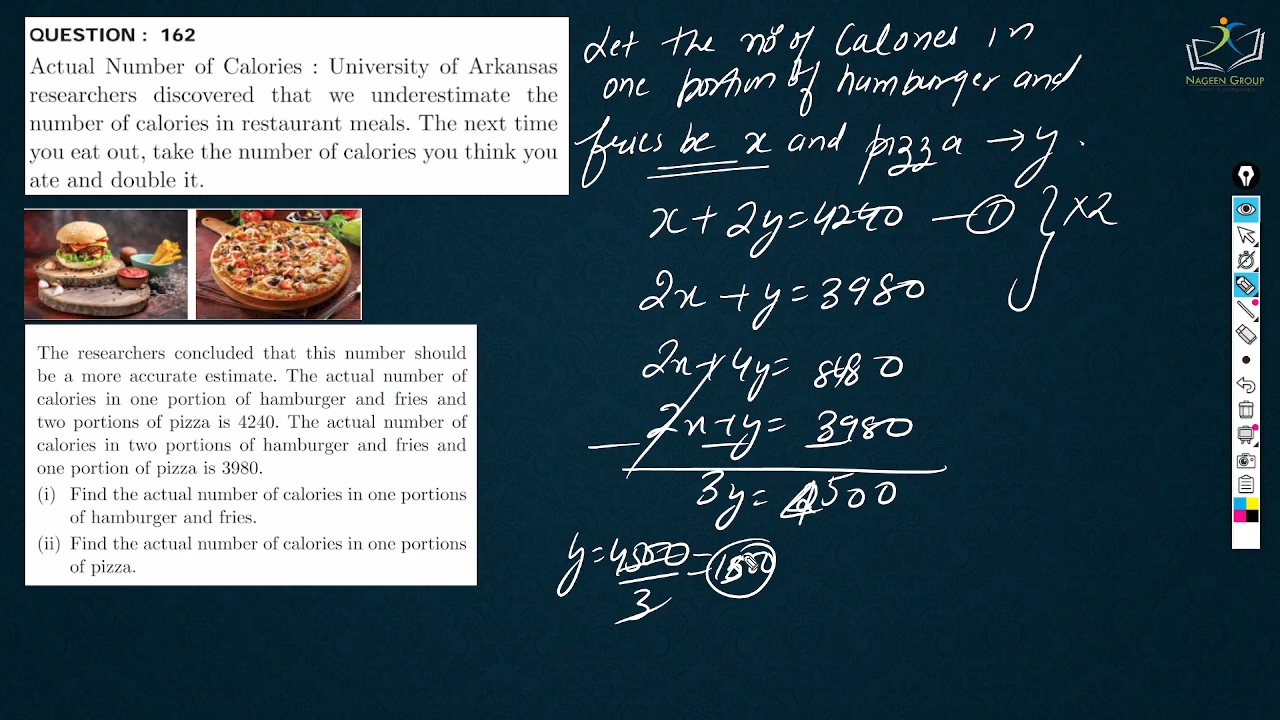 QUESTION : 162
Actual Number of Calories : University of Arkansas
researchers discovered that we underestimate the
number of calories in restaurant meals. The next time
you eat out, take the number of calories you think you
ate and double it.
The researchers concluded that this number should
be a more accurate estimate. The actual number of
calories in one portion of hamburger and fries and
two portions of pizza is 4240. The actual number of
calories in two portions of hamburger and fries and
one portion of pizza is 3980.
(i) Find the actual number of calories in one portions
of hamburger and fries.
(ii) Find the actual number of calories in one portions
of pizza.
Let the no of Calories in
one portion of humburger and
fries be x and pizza → y.
x + 2y = 4240 — ① } ×2
2x + y = 3980
2x + 4y = 8480
2x + y = 3980
3y = 4500
y = 4500 = 1500
3
NAGEEN GROUP